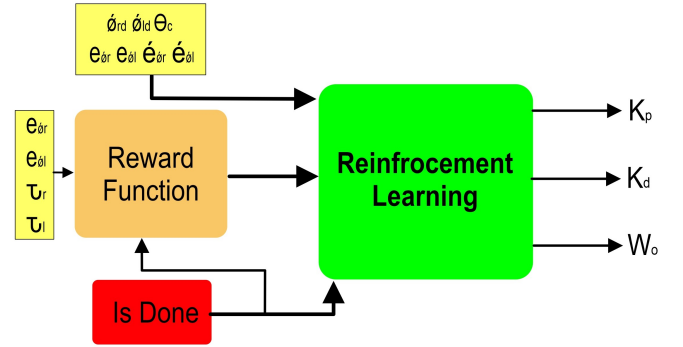 ǿrd ǿld ϴc
eǿr eǿl éǿr éǿl
eǿr
eǿl
τr
τl
Reward
Function
Reinfrocement
Learning
Is Done
Kp
Kd
Wo